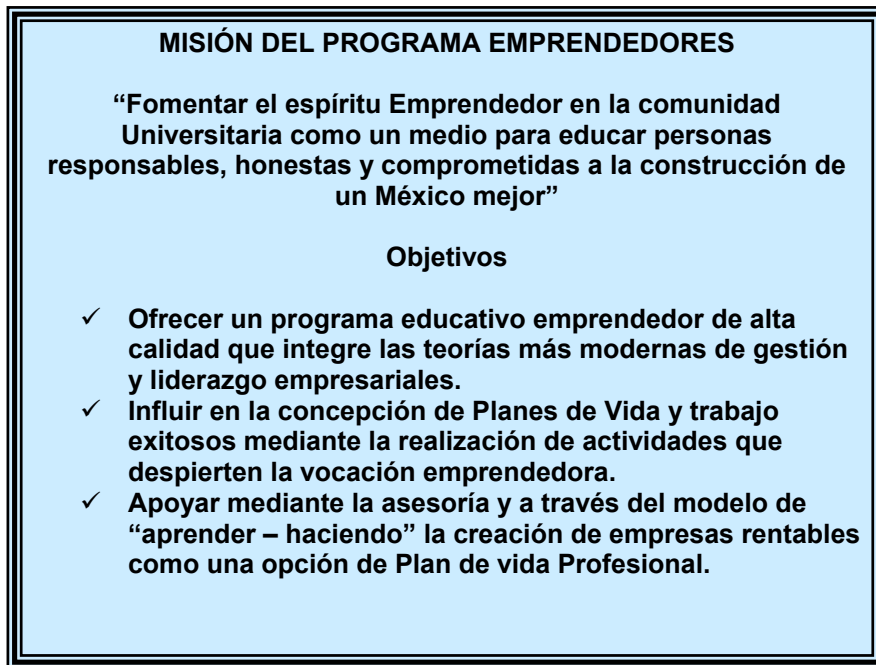 MISIÓN DEL PROGRAMA EMPRENDEDORES
“Fomentar el espíritu Emprendedor en la comunidad
Universitaria como un medio para educar personas
responsables, honestas y comprometidas a la construcción de
un México mejor”
Objetivos
✓ Ofrecer un programa educativo emprendedor de alta
calidad que integre las teorías más modernas de gestión
y liderazgo empresariales.
✓ Influir en la concepción de Planes de Vida y trabajo
exitosos mediante la realización de actividades que
despierten la vocación emprendedora.
✓ Apoyar mediante la asesoría y a través del modelo de
“aprender – haciendo” la creación de empresas rentables
como una opción de Plan de vida Profesional.